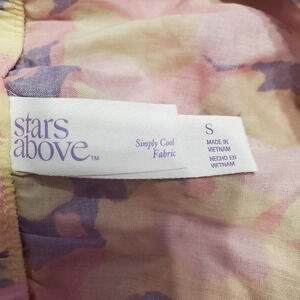 stars
above™
Simply Cool
Fabric
S
MADE IN
VIETNAM
HECHO EN
VIETNAM